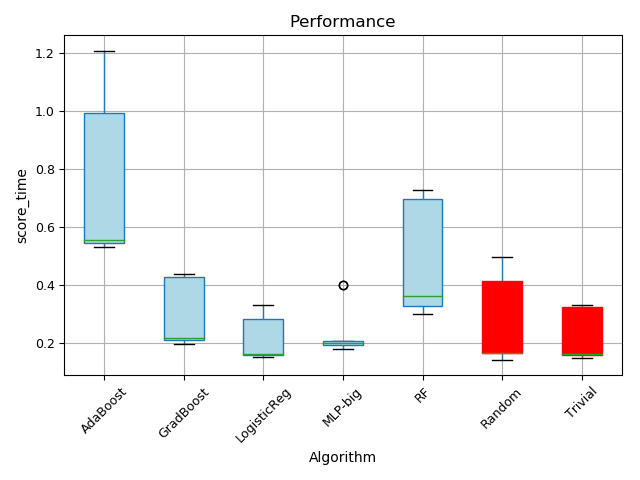 Performance
score_time
1.2
1.0
0.8
0.6
0.4
0.2
AdaBoost
GradBoost
LogisticReg
MLP-big
RF
Random
Trivial
Algorithm